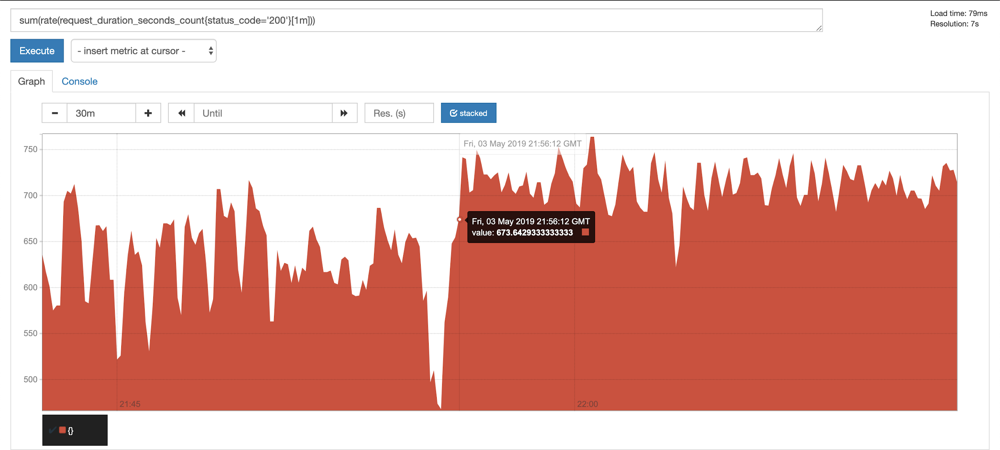 sum(rate(request_duration_seconds_count{status_code='200'}[1m]))
Load time: 79ms
Resolution: 7s
Execute
- insert metric at cursor -
Graph
Console
30m
Until
Res. (s)
stacked
Fri, 03 May 2019 21:56:12 GMT
750
700
650
600
550
500
Fri, 03 May 2019 21:56:12 GMT
value: 673.6429333333333
21:45
22:00
{}